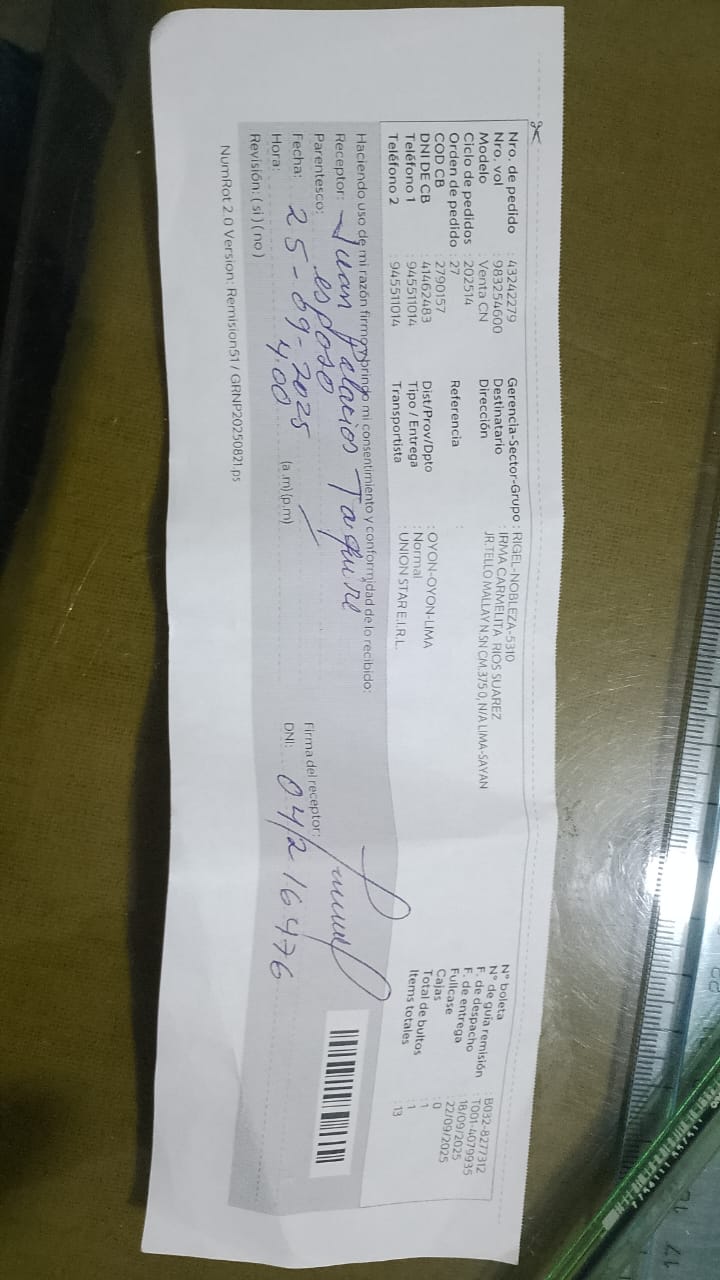 Nro. de pedido : 43242279
Nro. vol : 983254600
Modelo : Venta CN
Ciclo de pedidos : 202514
Orden de pedido : 27
COD CB : 2790157
DNI DE CB : 41462483
Teléfono 1 : 945511014
Teléfono 2 : 945511014
Gerencia-Sector-Grupo : RIGEL-NOBLEZA-5310
Destinatario : IRMA CARMELITA RIOS SUAREZ
Dirección : JR.TELLO MALLAY N.SN CM.375 0, N/A LIMA-SAYAN
Referencia :
Dist/Prov/Dpto : OYON-OYON-LIMA
Tipo / Entrega : Normal
Transportista : UNION STAR E.I.R.L.
N° boleta : B032-8277312
N° de guía remisión : T001-4079935
F. de despacho : 18/09/2025
F. de entrega : 22/09/2025
Fullcase : 0
Cajas : 1
Total de bultos : 1
Items totales : 13
Haciendo uso de mi razón firmo y brindo mi consentimiento y conformidad de lo recibido:
Receptor: Juan Palacios Taquire
Parentesco: esposo
Fecha: 25-09-2025
Hora: 4:00 (a.m)(p.m)
Revisión: (si) (no)
Firma del receptor:
DNI: 04216476
NumRot 2.0 Version: Remision51 / GRNP20250821.ps